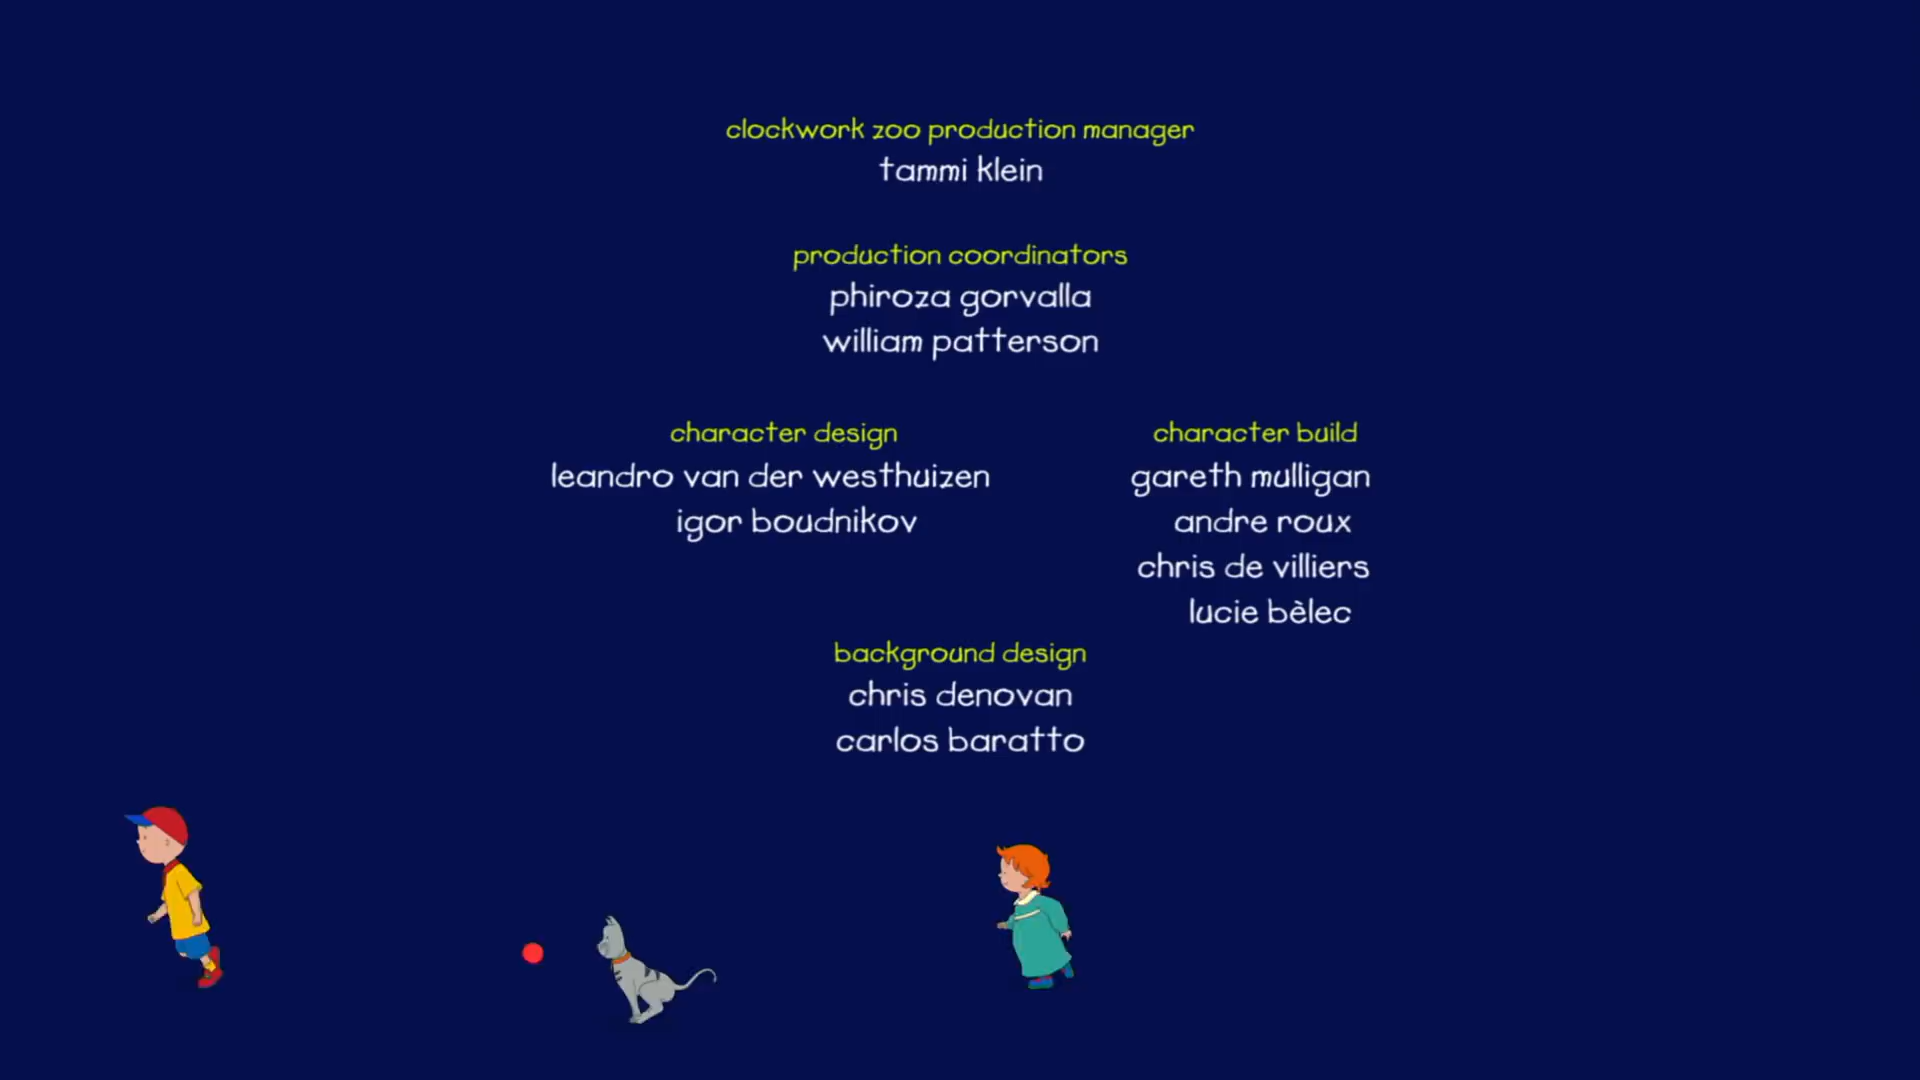 clockwork zoo production manager
tammi klein
production coordinators
phiroza gorvalla
william patterson
character design
leandro van der westhuizen
igor boudnikov
character build
gareth mulligan
andre roux
chris de villiers
lucie bèlec
background design
chris denovan
carlos baratto